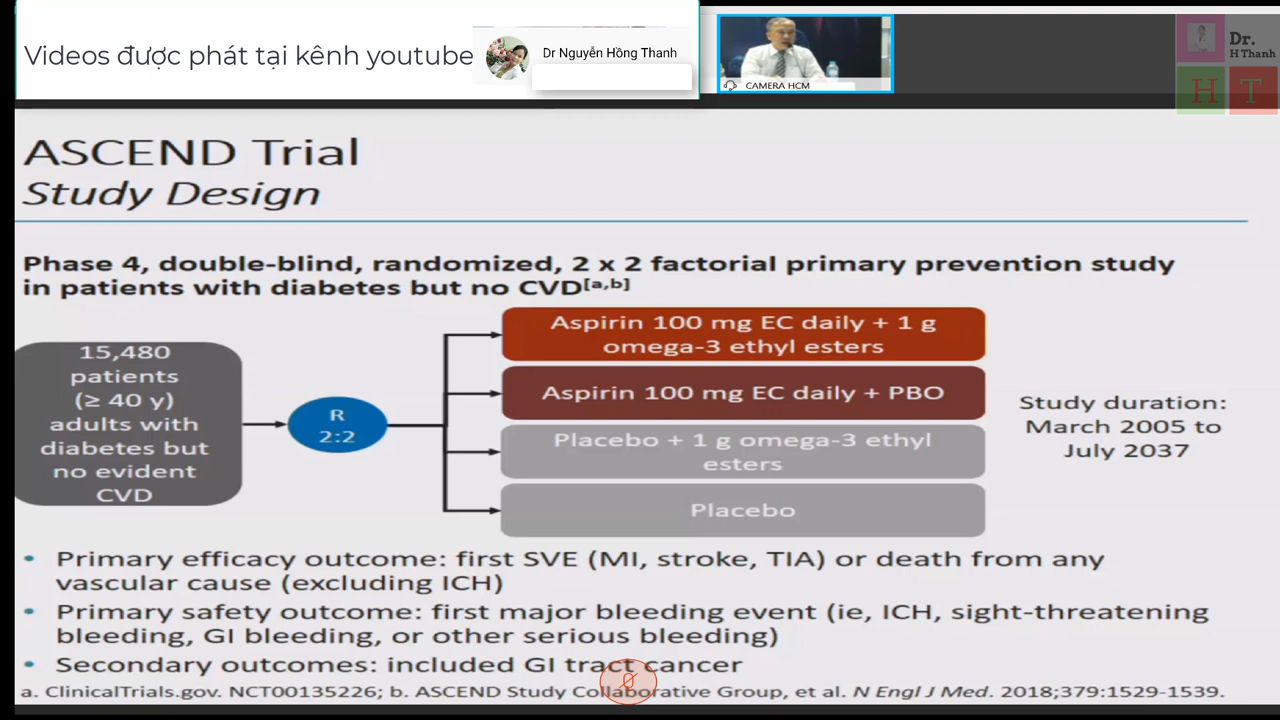 Videos được phát tại kênh youtube
Dr Nguyễn Hồng Thanh
CAMERA HCM
Dr.
H Thanh
H T
ASCEND Trial
Study Design
Phase 4, double-blind, randomized, 2 x 2 factorial primary prevention study
in patients with diabetes but no CVD[a,b]
15,480
patients
(≥ 40 y)
adults with
diabetes but
no evident
CVD
R
2:2
Aspirin 100 mg EC daily + 1 g
omega-3 ethyl esters
Aspirin 100 mg EC daily + PBO
Placebo + 1 g omega-3 ethyl
esters
Placebo
Study duration:
March 2005 to
July 2037
• Primary efficacy outcome: first SVE (MI, stroke, TIA) or death from any
vascular cause (excluding ICH)
• Primary safety outcome: first major bleeding event (ie, ICH, sight-threatening
bleeding, GI bleeding, or other serious bleeding)
• Secondary outcomes: included GI tract cancer
a. ClinicalTrials.gov. NCT00135226; b. ASCEND Study Collaborative Group, et al. N Engl J Med. 2018;379:1529-1539.